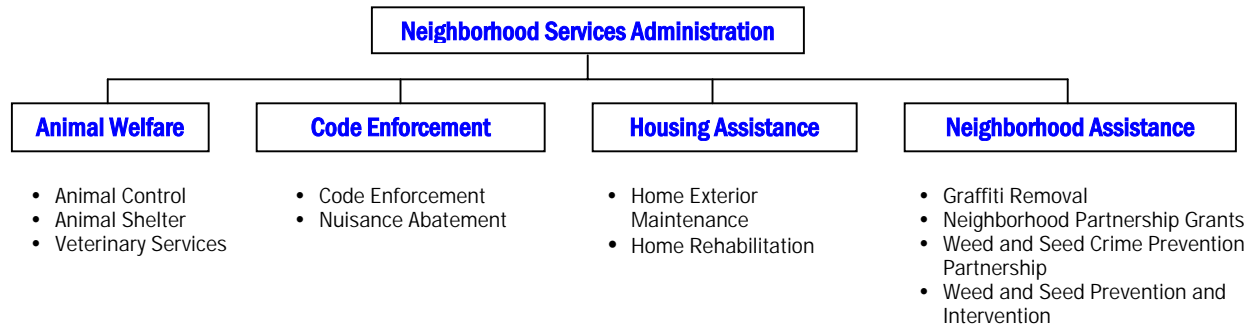 Neighborhood Services Administration
Animal Welfare
Code Enforcement
Housing Assistance
Neighborhood Assistance
• Animal Control
• Animal Shelter
• Veterinary Services
• Code Enforcement
• Nuisance Abatement
• Home Exterior
Maintenance
• Home Rehabilitation
• Graffiti Removal
• Neighborhood Partnership Grants
• Weed and Seed Crime Prevention
Partnership
• Weed and Seed Prevention and
Intervention